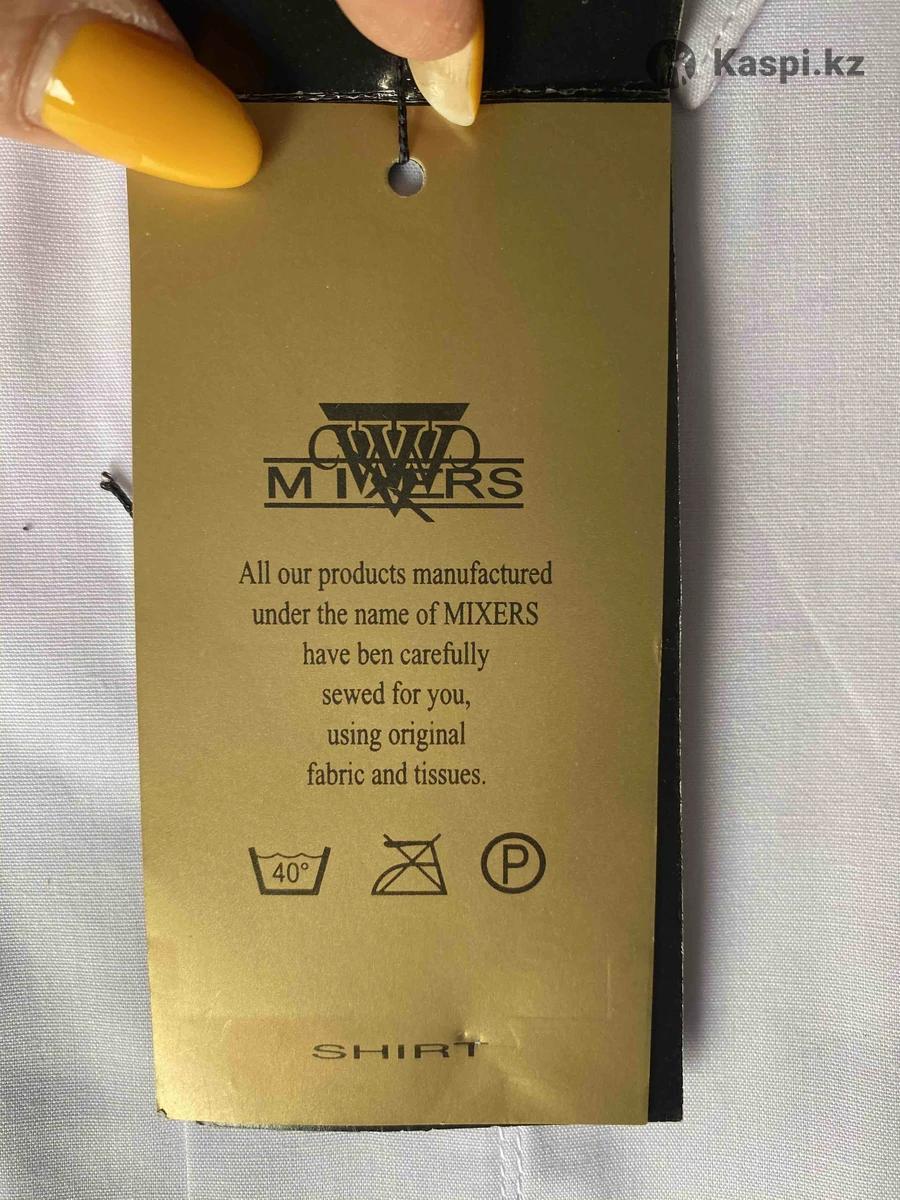 Kaspi.kz
MIXERS
All our products manufactured
under the name of MIXERS
have ben carefully
sewed for you,
using original
fabric and tissues.
40°
P
SHIRT